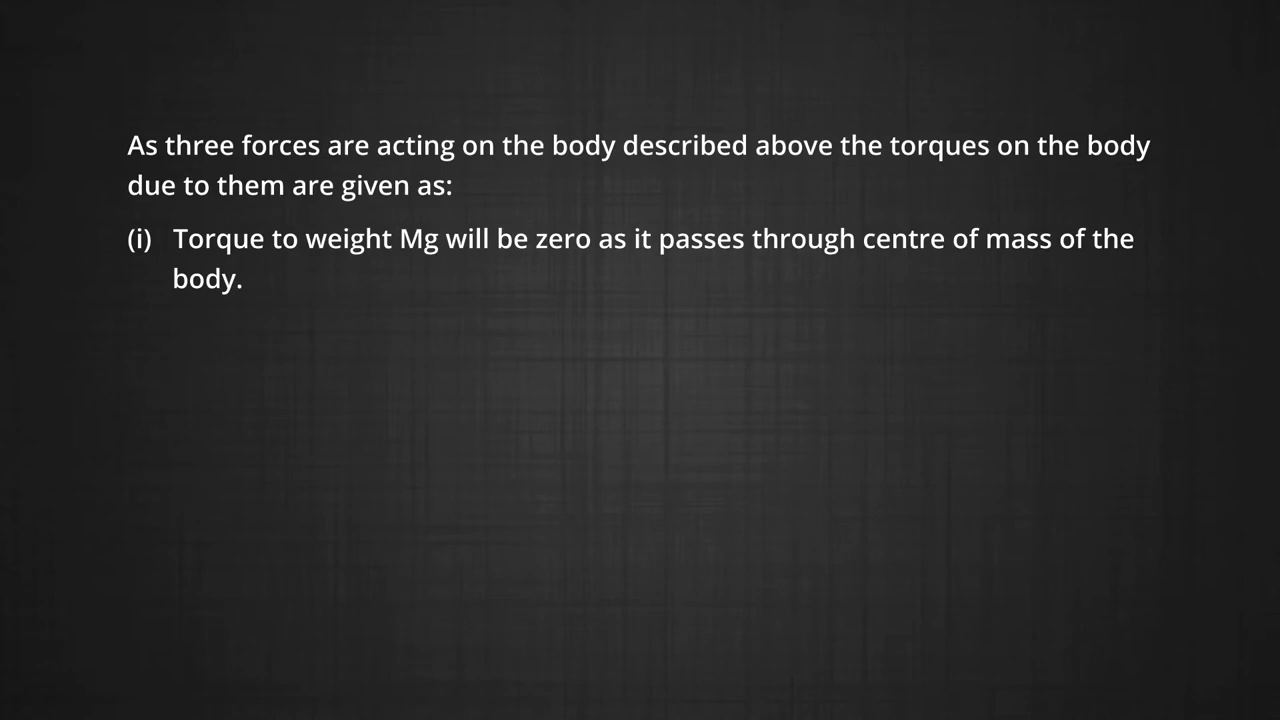 As three forces are acting on the body described above the torques on the body
due to them are given as:
(i) Torque to weight Mg will be zero as it passes through centre of mass of the
body.